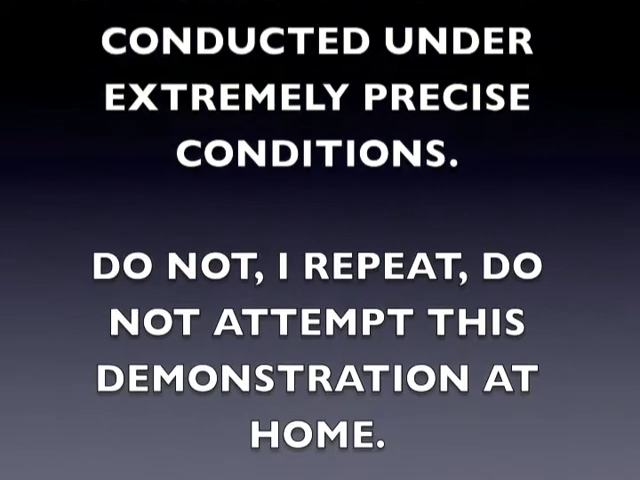 CONDUCTED UNDER
EXTREMELY PRECISE
CONDITIONS.
DO NOT, I REPEAT, DO
NOT ATTEMPT THIS
DEMONSTRATION AT
HOME.